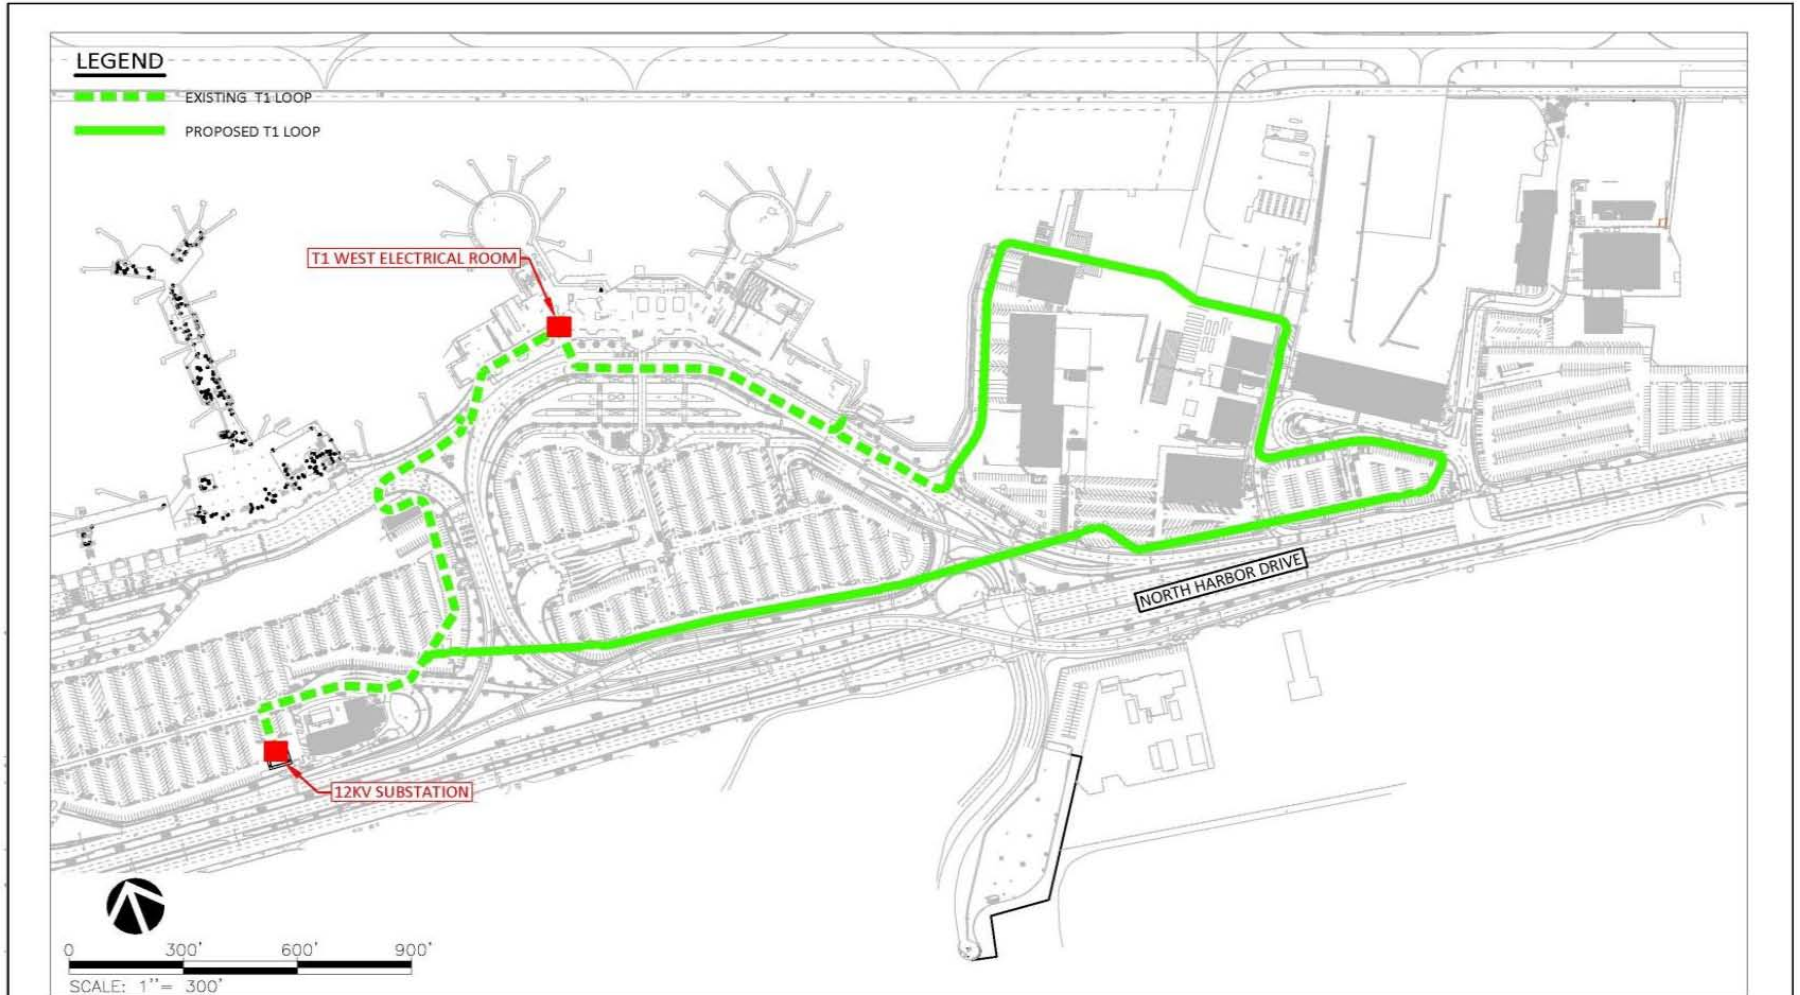 LEGEND
EXISTING T1 LOOP
PROPOSED T1 LOOP
T1 WEST ELECTRICAL ROOM
NORTH HARBOR DRIVE
12KV SUBSTATION
0 300' 600' 900'
SCALE: 1''= 300'